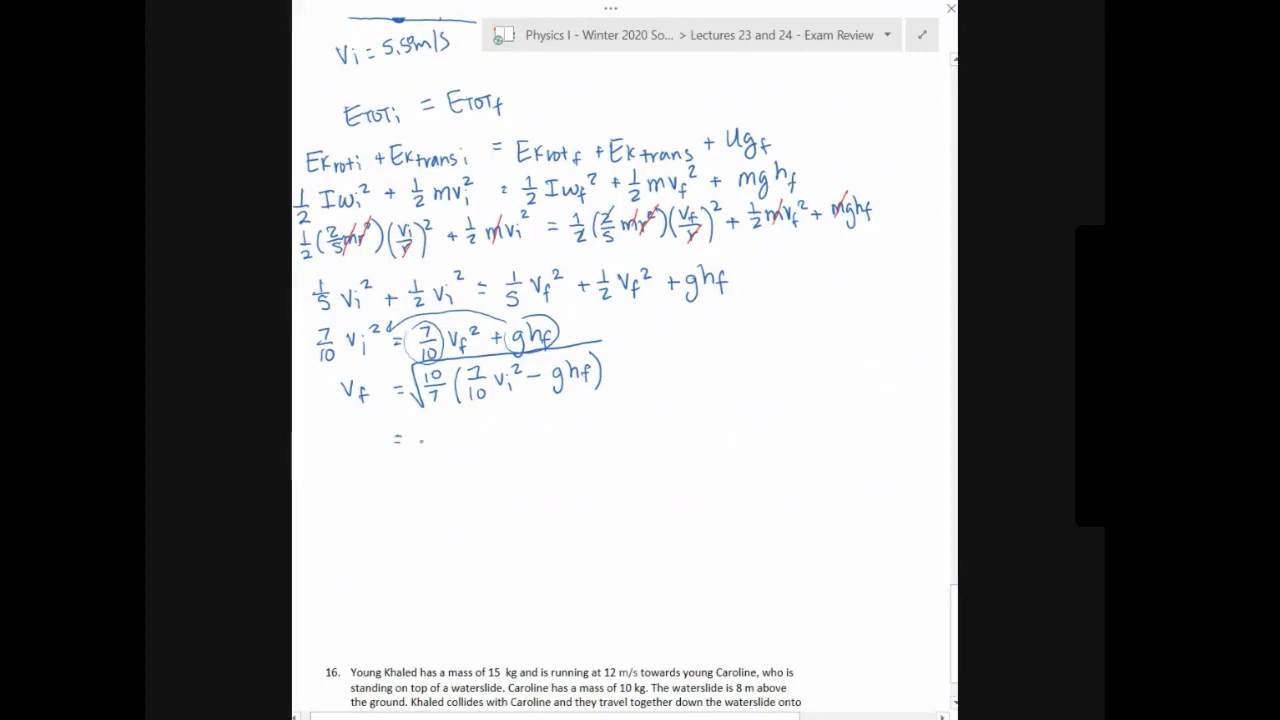 Physics I - Winter 2020 So... > Lectures 23 and 24 - Exam Review
Vi = 5.5 m/s
ETOTi = ETOTf
EKroti + EKtransi = EKrotf + EKtrans + Ugf
1/2 Iωi² + 1/2 mvi² = 1/2 Iωf² + 1/2 mvf² + mghf
1/2 (2/5 mr²)(vi/r)² + 1/2 mvi² = 1/2 (2/5 mr²)(vf/r)² + 1/2 mvf² + mghf
1/5 vi² + 1/2 vi² = 1/5 vf² + 1/2 vf² + ghf
7/10 vi² = 7/10 vf² + ghf
vf = √(10/7 (7/10 vi² - ghf))
=
16. Young Khaled has a mass of 15 kg and is running at 12 m/s towards young Caroline, who is
standing on top of a waterslide. Caroline has a mass of 10 kg. The waterslide is 8 m above
the ground. Khaled collides with Caroline and they travel together down the waterslide onto